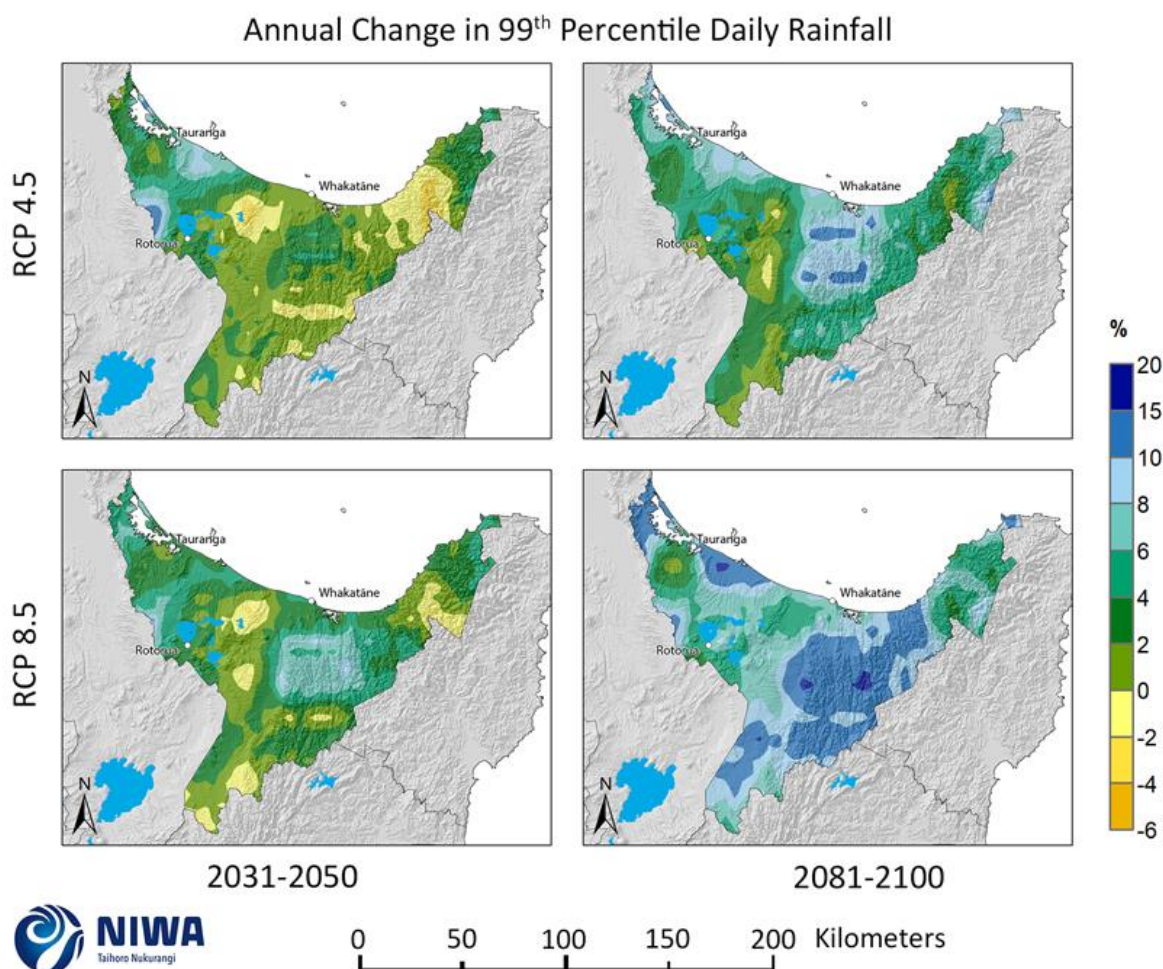 Annual Change in 99th Percentile Daily Rainfall
RCP 4.5
Tauranga
Whakatāne
Rotorua
N
Tauranga
Whakatāne
Rotorua
N
RCP 8.5
Tauranga
Whakatāne
Rotorua
N
Tauranga
Whakatāne
Rotorua
N
%
20
15
10
8
6
4
2
0
-2
-4
-6
2031-2050
2081-2100
NIWA
Taihoro Nukurangi
0 50 100 150 200 Kilometers